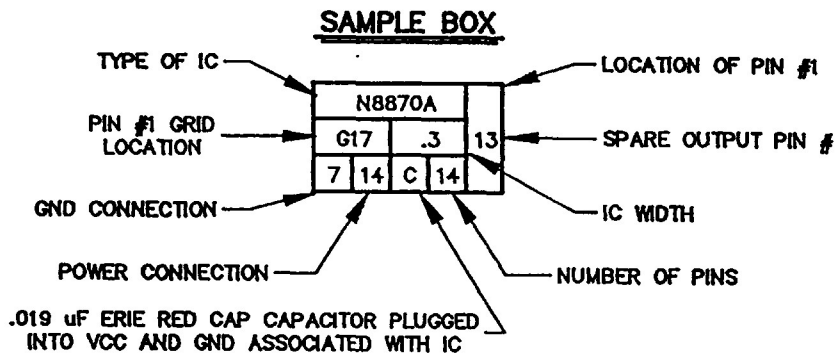 SAMPLE BOX
TYPE OF IC
LOCATION OF PIN #1
N8870A
PIN #1 GRID
LOCATION
G17 .3 13
SPARE OUTPUT PIN #
7 14 C 14
GND CONNECTION
IC WIDTH
POWER CONNECTION
NUMBER OF PINS
.019 uF ERIE RED CAP CAPACITOR PLUGGED
INTO VCC AND GND ASSOCIATED WITH IC